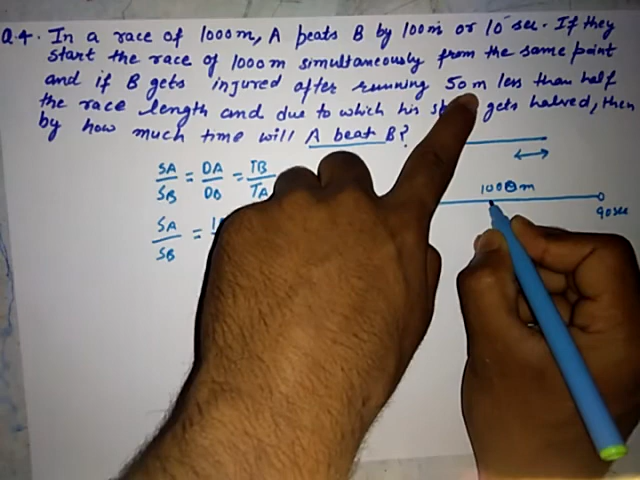 Q.4. In a race of 1000m, A beats B by 100m or 10 sec. If they
start the race of 1000m simultaneously from the same point
and if B gets injured after running 50m less than half
the race length and due to which his gets halved, then
by how much time will A beat B?
SA/SB = DA/DB = TB/TA
1000m
90sec
SA/SB =